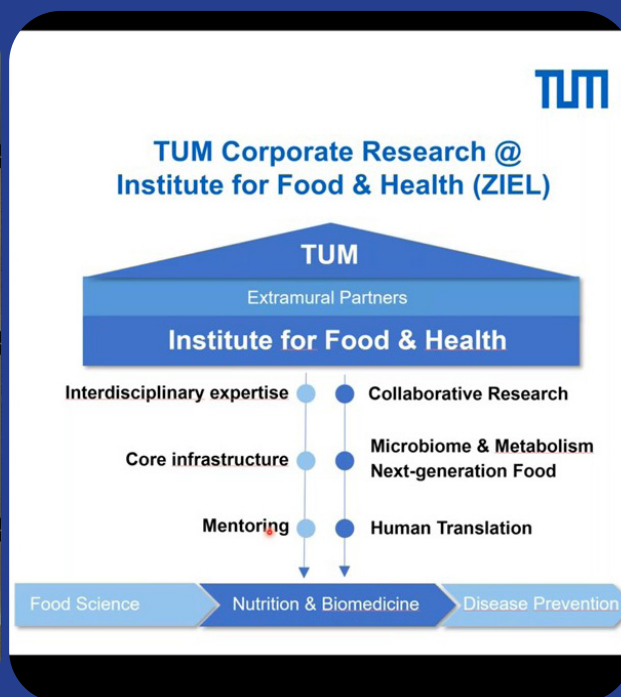 TUM
TUM Corporate Research @
Institute for Food & Health (ZIEL)
TUM
Extramural Partners
Institute for Food & Health
Interdisciplinary expertise
Collaborative Research
Core infrastructure
Microbiome & Metabolism
Next-generation Food
Mentoring
Human Translation
Food Science
Nutrition & Biomedicine
Disease Prevention